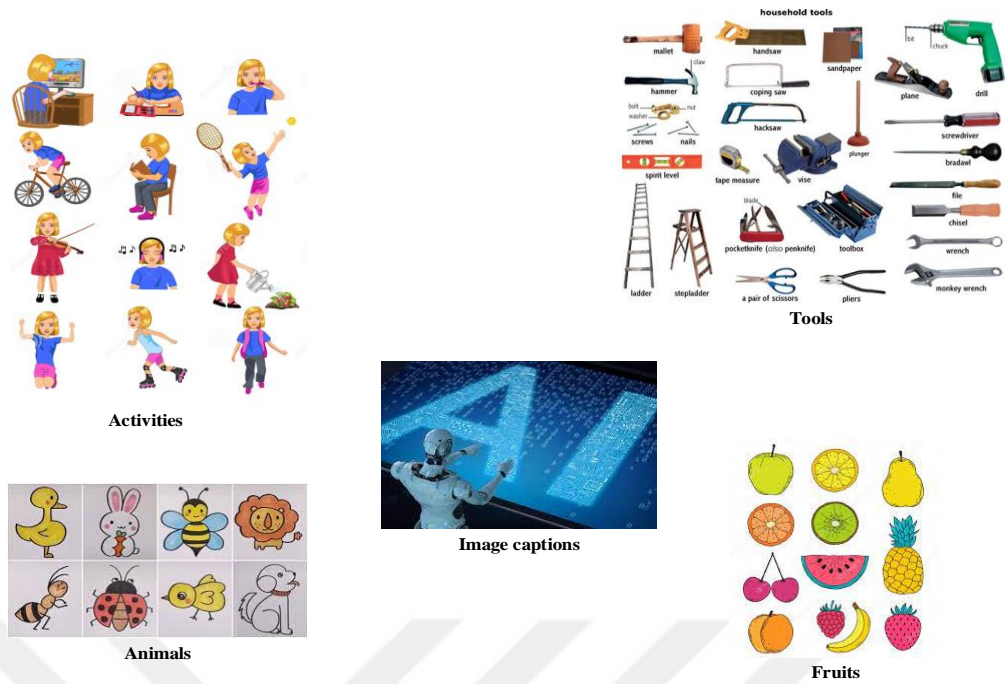 household tools
mallet
handsaw
sandpaper
bit
chuck
drill
claw
hammer
coping saw
plane
bolt
nut
washer
screws
nails
hacksaw
plunger
screwdriver
bradawl
spirit level
tape measure
vise
file
chisel
blade
pocketknife (also penknife)
toolbox
wrench
ladder
stepladder
a pair of scissors
pliers
monkey wrench
Tools
Activities
AI
Image captions
Animals
Fruits